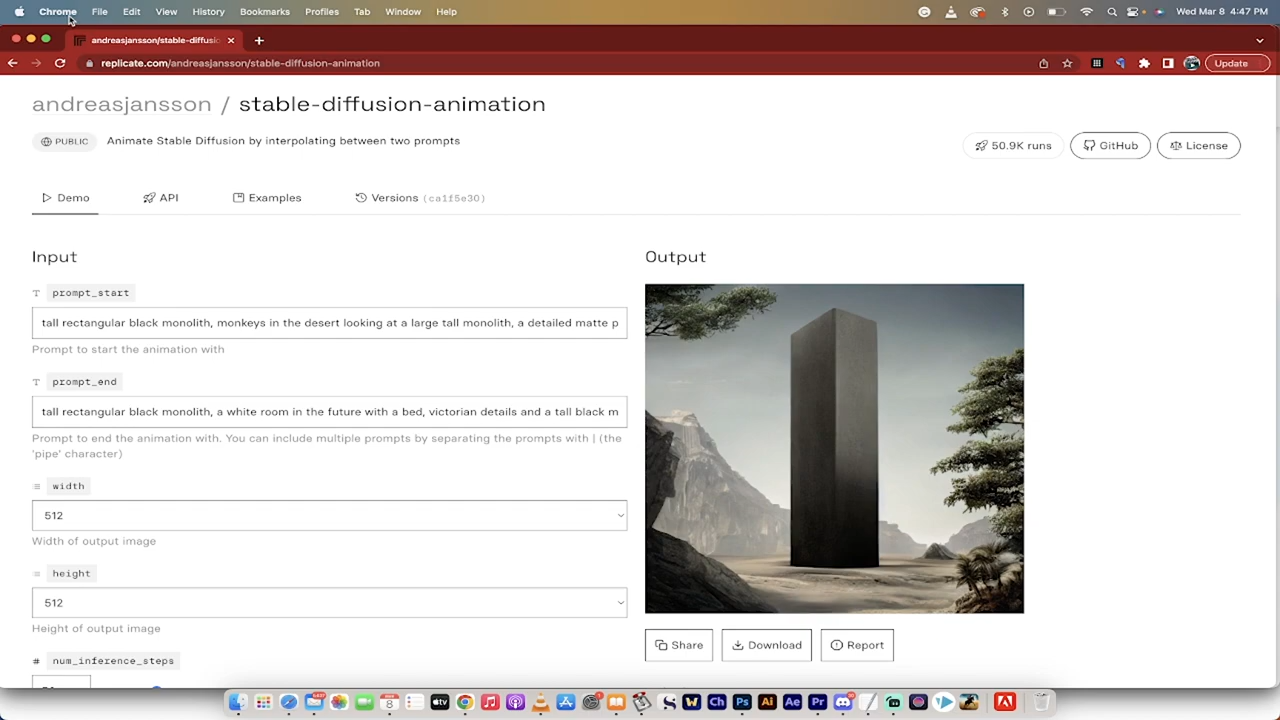 Chrome File Edit View History Bookmarks Profiles Tab Window Help Wed Mar 8 4:47 PM
andreasjansson/stable-diffusio
replicate.com/andreasjansson/stable-diffusion-animation Update
andreasjansson / stable-diffusion-animation
PUBLIC Animate Stable Diffusion by interpolating between two prompts
50.9K runs GitHub License
Demo API Examples Versions (ca1f5e30)
Input
prompt_start
tall rectangular black monolith, monkeys in the desert looking at a large tall monolith, a detailed matte p
Prompt to start the animation with
prompt_end
tall rectangular black monolith, a white room in the future with a bed, victorian details and a tall black m
Prompt to end the animation with. You can include multiple prompts by separating the prompts with | (the
'pipe' character)
width
512
Width of output image
height
512
Height of output image
# num_inference_steps
Output
Share Download Report